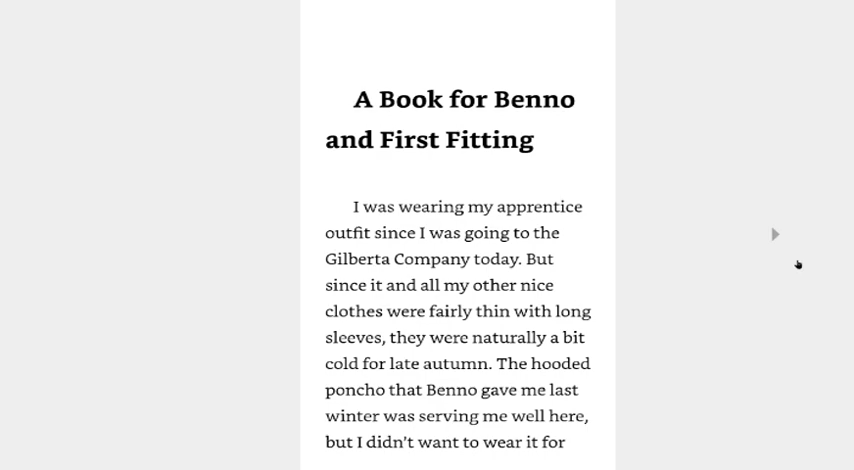 A Book for Benno
and First Fitting
I was wearing my apprentice
outfit since I was going to the
Gilberta Company today. But
since it and all my other nice
clothes were fairly thin with long
sleeves, they were naturally a bit
cold for late autumn. The hooded
poncho that Benno gave me last
winter was serving me well here,
but I didn’t want to wear it for